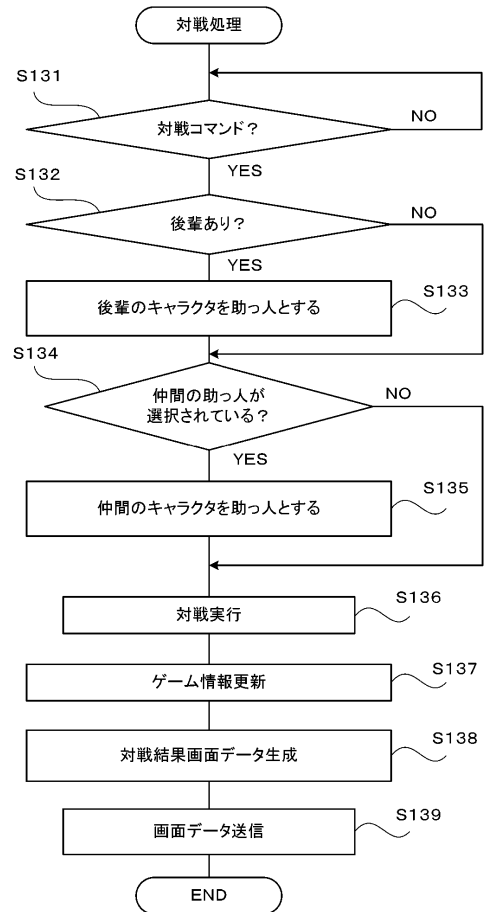 対戦処理
S131
対戦コマンド？
NO
YES
S132
後輩あり？
NO
YES
S133
後輩のキャラクタを助っ人とする
S134
仲間の助っ人が
選択されている？
NO
YES
S135
仲間のキャラクタを助っ人とする
S136
対戦実行
S137
ゲーム情報更新
S138
対戦結果画面データ生成
S139
画面データ送信
END